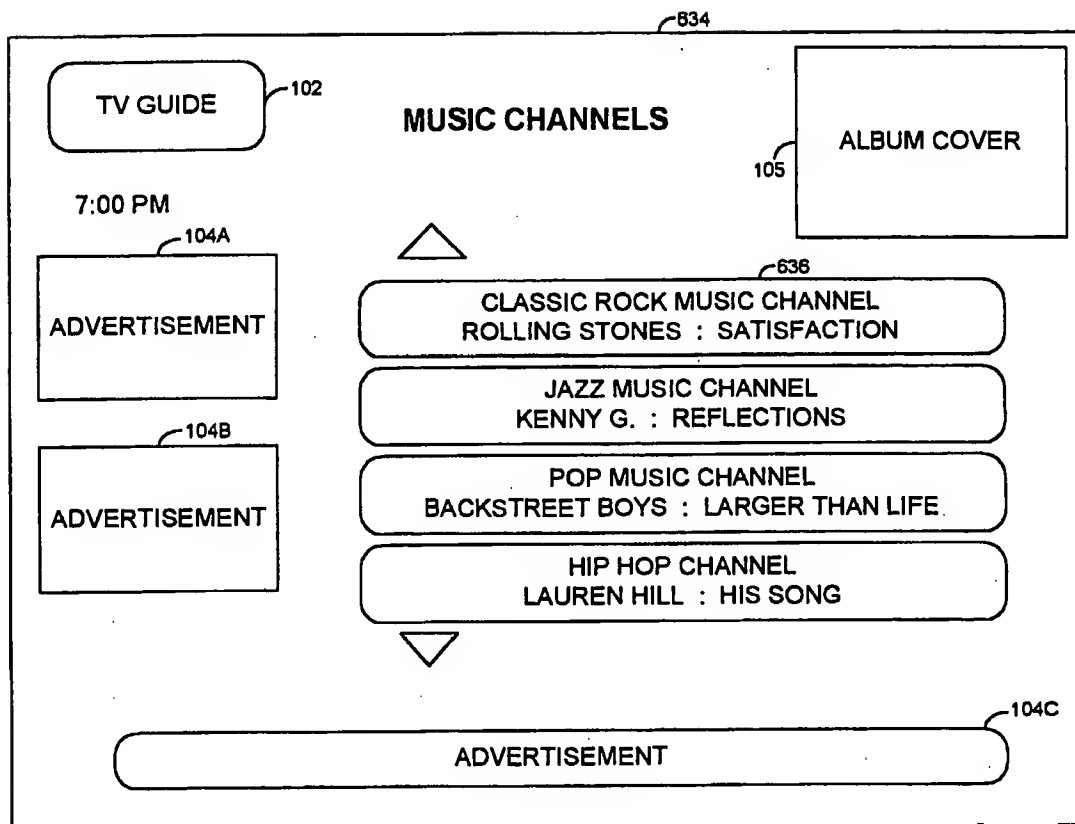 634
TV GUIDE
102
MUSIC CHANNELS
ALBUM COVER
105
7:00 PM
104A
ADVERTISEMENT
636
CLASSIC ROCK MUSIC CHANNEL
ROLLING STONES : SATISFACTION
JAZZ MUSIC CHANNEL
KENNY G. : REFLECTIONS
104B
ADVERTISEMENT
POP MUSIC CHANNEL
BACKSTREET BOYS : LARGER THAN LIFE
HIP HOP CHANNEL
LAUREN HILL : HIS SONG
104C
ADVERTISEMENT